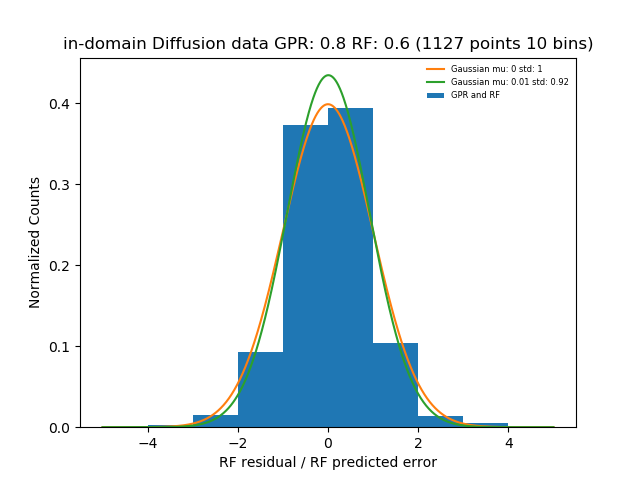 in-domain Diffusion data GPR: 0.8 RF: 0.6 (1127 points 10 bins)
Gaussian mu: 0 std: 1
Gaussian mu: 0.01 std: 0.92
GPR and RF
Normalized Counts
0.4
0.3
0.2
0.1
0.0
−4
−2
0
2
4
RF residual / RF predicted error